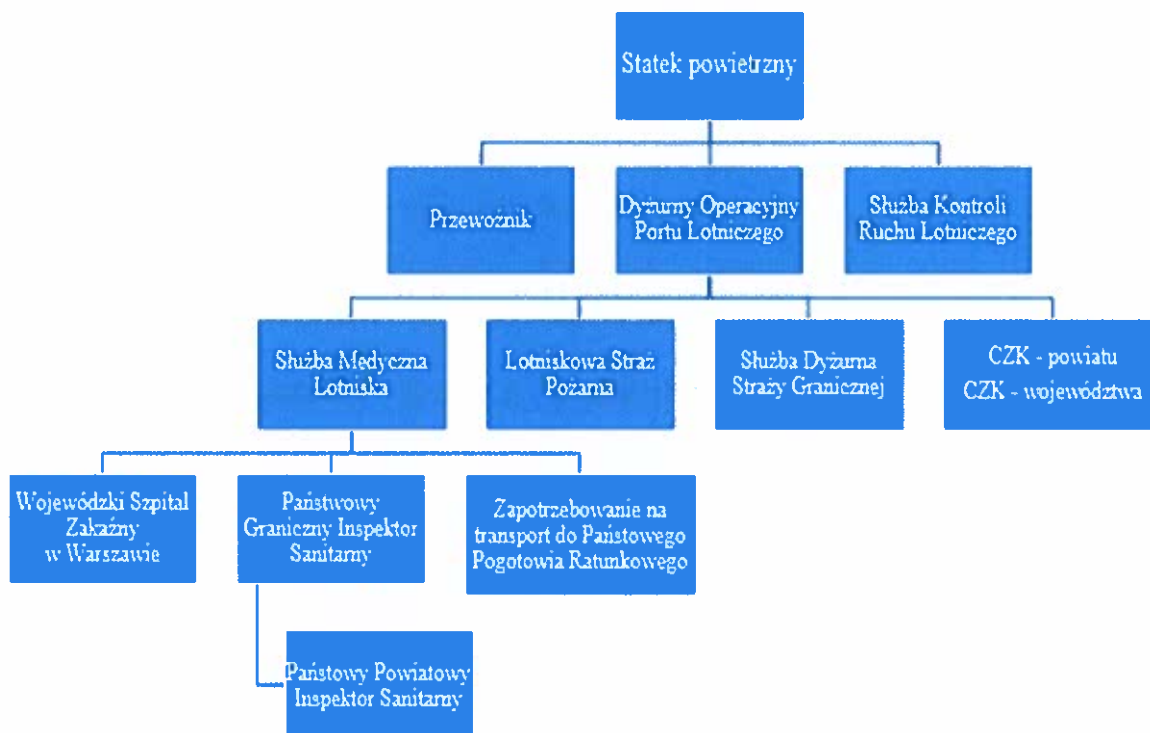 Statek powietrzny
Przewoźnik
Dyżurny Operacyjny
Portu Lotniczego
Służba Kontroli
Ruchu Lotniczego
Służba Medyczna
Lotniska
Lotniskowa Straż
Pożarna
Służba Dyżurna
Straży Granicznej
CZK - powiatu
CZK - województwa
Wojewódzki Szpital
Zakaźny
w Warszawie
Państwowy
Graniczny Inspektor
Sanitarny
Zapotrzebowanie na
transport do Państowego
Pogotowia Ratunkowego
Państowy Powiatowy
Inspektor Sanitarny